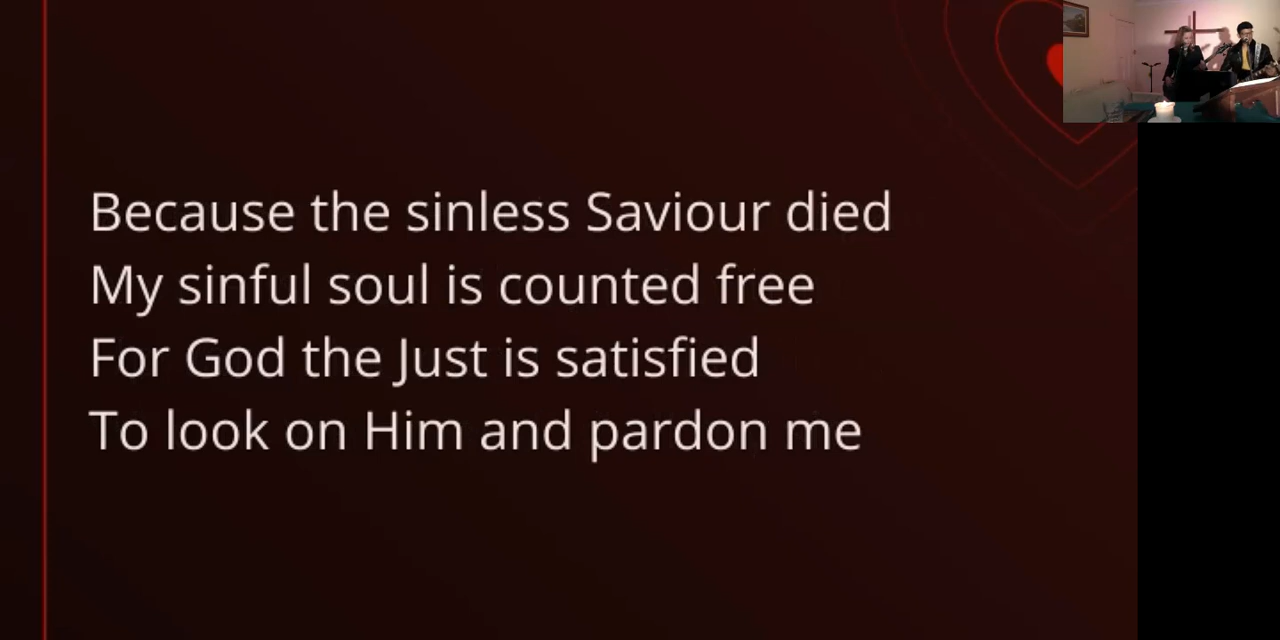 Because the sinless Saviour died
My sinful soul is counted free
For God the Just is satisfied
To look on Him and pardon me